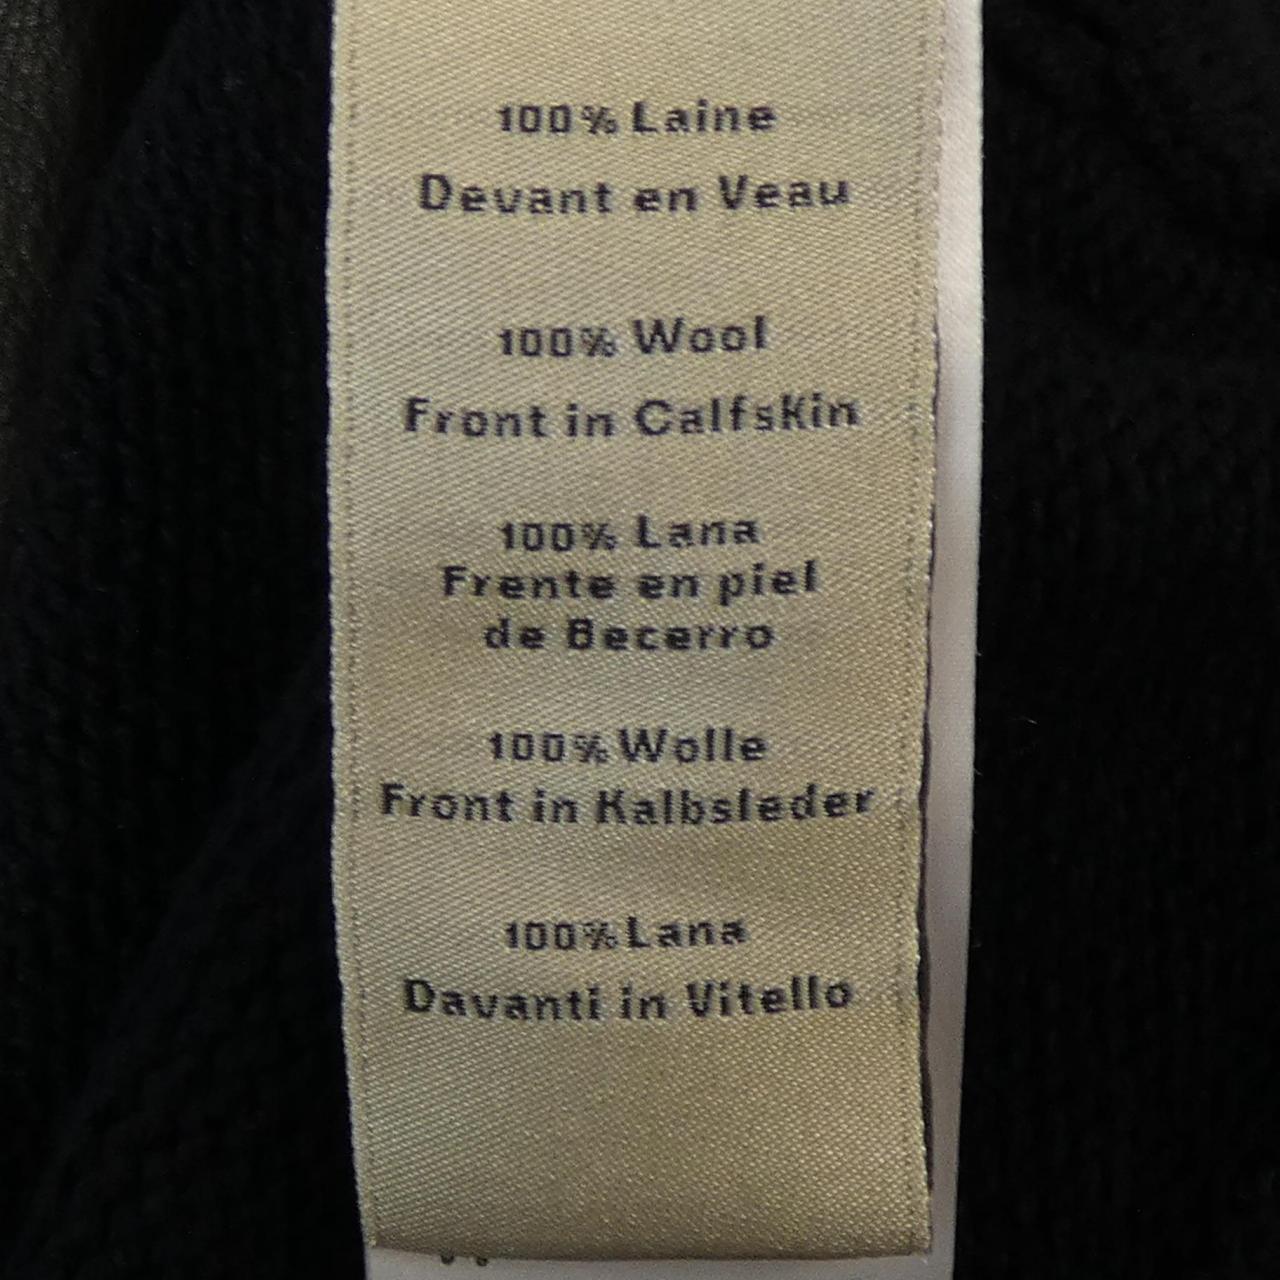 100% Laine
Devant en Veau
100% Wool
Front in Calfskin
100% Lana
Frente en piel
de Becerro
100% Wolle
Front in Kalbsleder
100% Lana
Davanti in Vitello